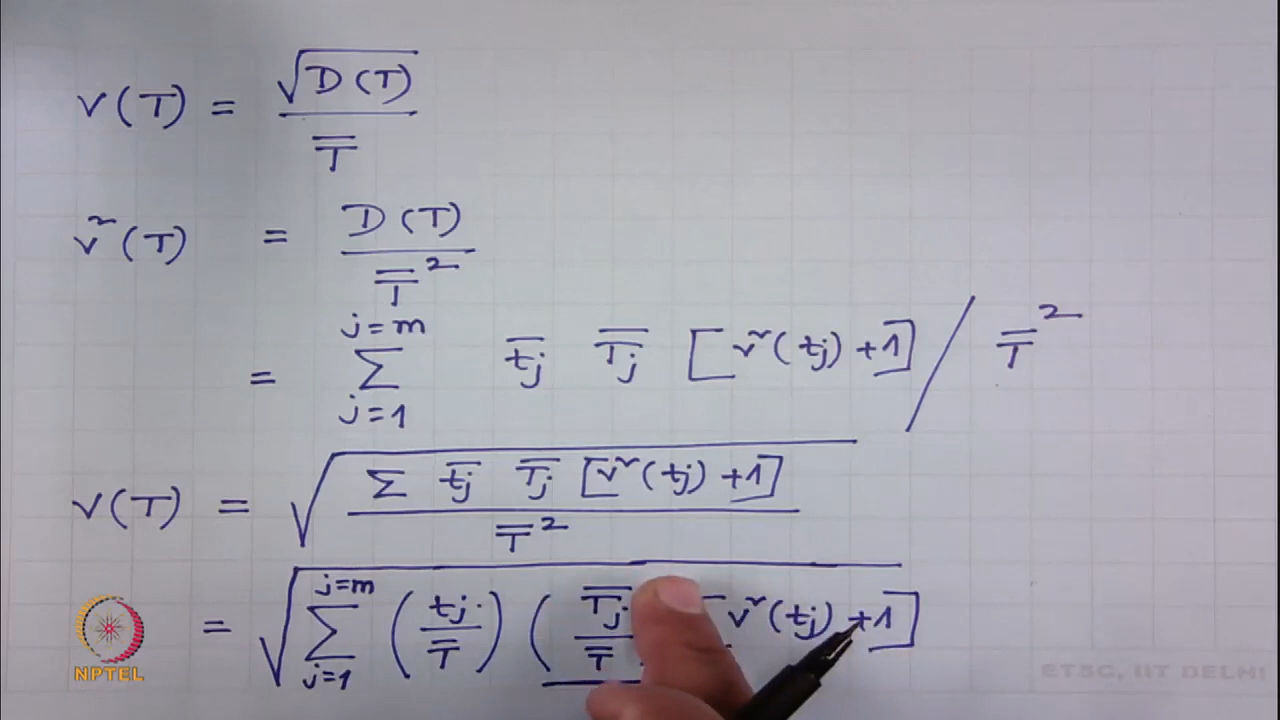 v(T) = √D(T) / T̿
v²(T) = D(T) / T̿²
= Σ_{j=1}^{j=m} t̅j T̿j [v²(tj) +1] / T̿²
v(T) = √(Σ t̅j T̿j [v²(tj) +1] / T̿²)
= √(Σ_{j=1}^{j=m} (t̅j / T̿) (T̿j / T̿) [v²(tj) +1])
NPTEL
ETSC, IIT DELHI